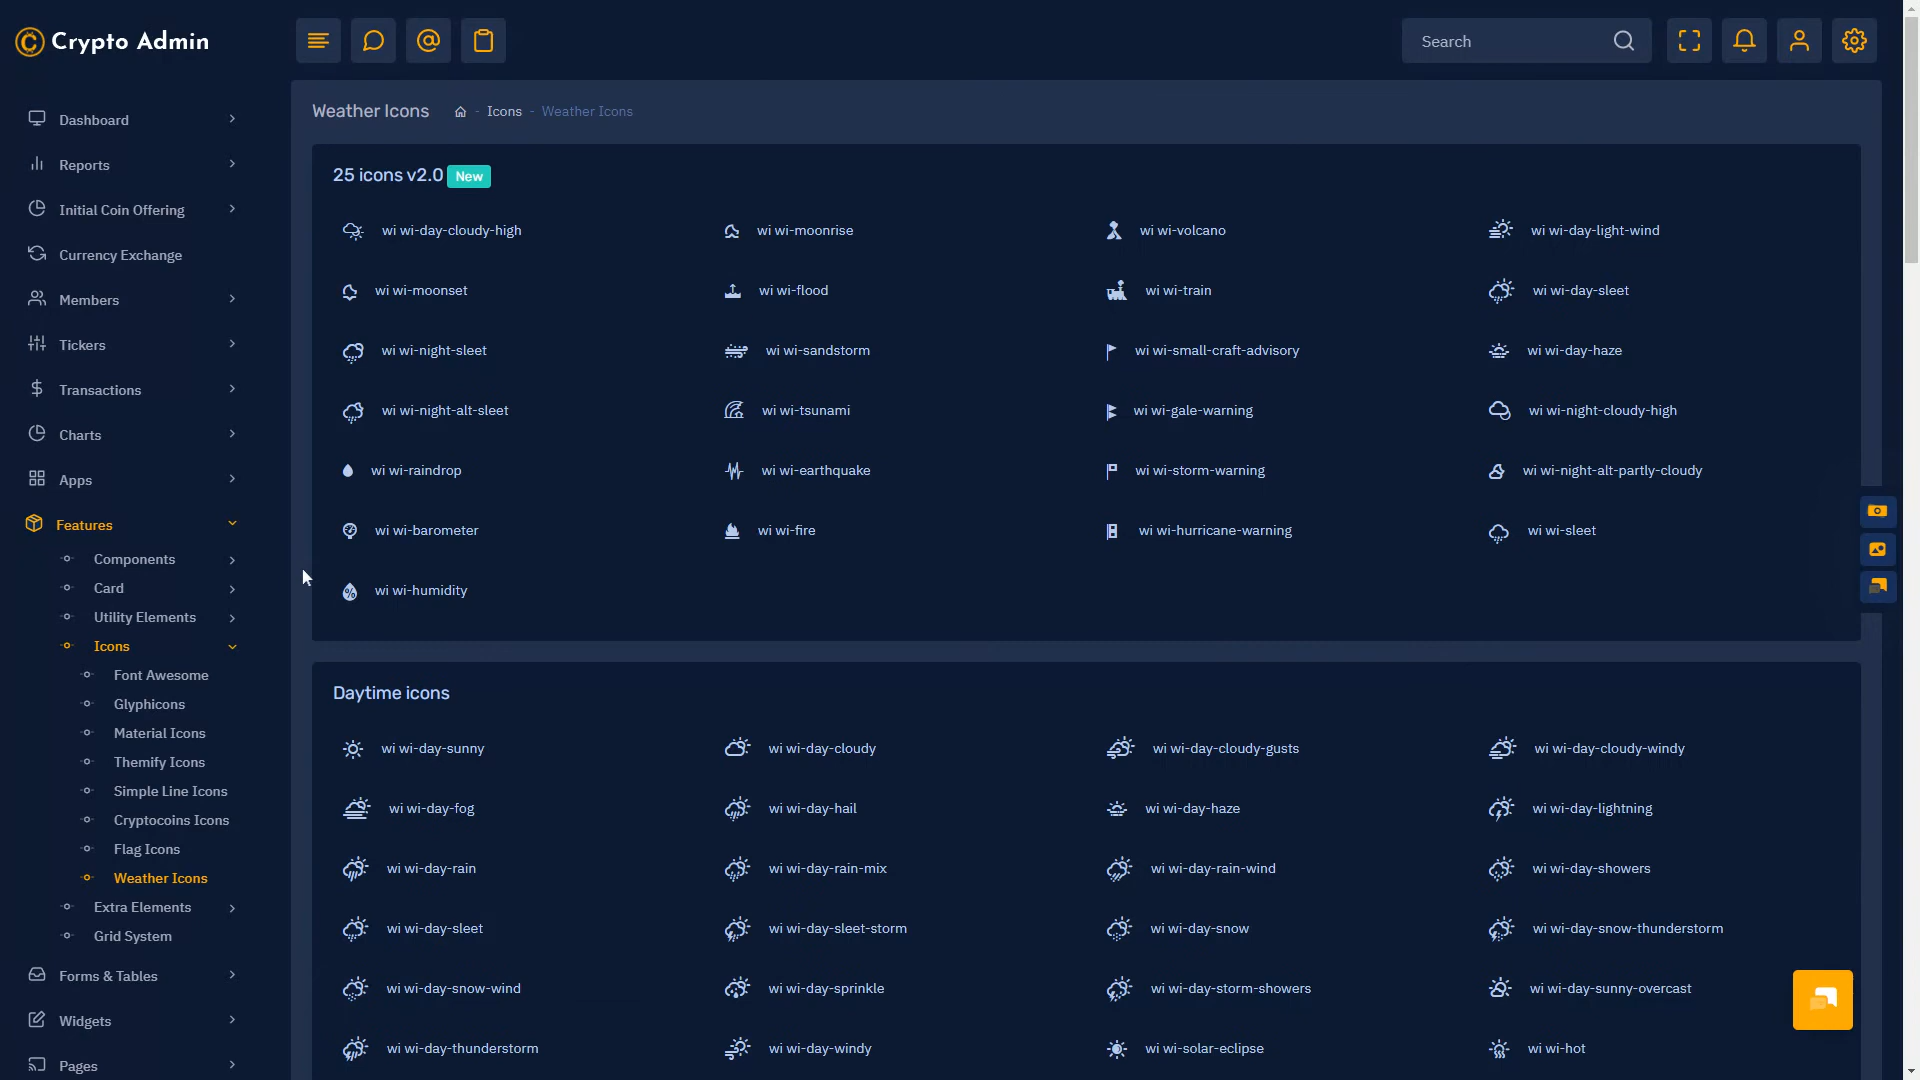 Crypto Admin
Search
Dashboard
Reports
Initial Coin Offering
Currency Exchange
Members
Tickers
Transactions
Charts
Apps
Features
Components
Card
Utility Elements
Icons
Font Awesome
Glyphicons
Material Icons
Themify Icons
Simple Line Icons
Cryptocoins Icons
Flag Icons
Weather Icons
Extra Elements
Grid System
Forms & Tables
Widgets
Pages
Weather Icons - Icons - Weather Icons
25 icons v2.0 New
wi wi-day-cloudy-high
wi wi-moonrise
wi wi-volcano
wi wi-day-light-wind
wi wi-moonset
wi wi-flood
wi wi-train
wi wi-day-sleet
wi wi-night-sleet
wi wi-sandstorm
wi wi-small-craft-advisory
wi wi-day-haze
wi wi-night-alt-sleet
wi wi-tsunami
wi wi-gale-warning
wi wi-night-cloudy-high
wi wi-raindrop
wi wi-earthquake
wi wi-storm-warning
wi wi-night-alt-partly-cloudy
wi wi-barometer
wi wi-fire
wi wi-hurricane-warning
wi wi-sleet
wi wi-humidity
Daytime icons
wi wi-day-sunny
wi wi-day-cloudy
wi wi-day-cloudy-gusts
wi wi-day-cloudy-windy
wi wi-day-fog
wi wi-day-hail
wi wi-day-haze
wi wi-day-lightning
wi wi-day-rain
wi wi-day-rain-mix
wi wi-day-rain-wind
wi wi-day-showers
wi wi-day-sleet
wi wi-day-sleet-storm
wi wi-day-snow
wi wi-day-snow-thunderstorm
wi wi-day-snow-wind
wi wi-day-sprinkle
wi wi-day-storm-showers
wi wi-day-sunny-overcast
wi wi-day-thunderstorm
wi wi-day-windy
wi wi-solar-eclipse
wi wi-hot